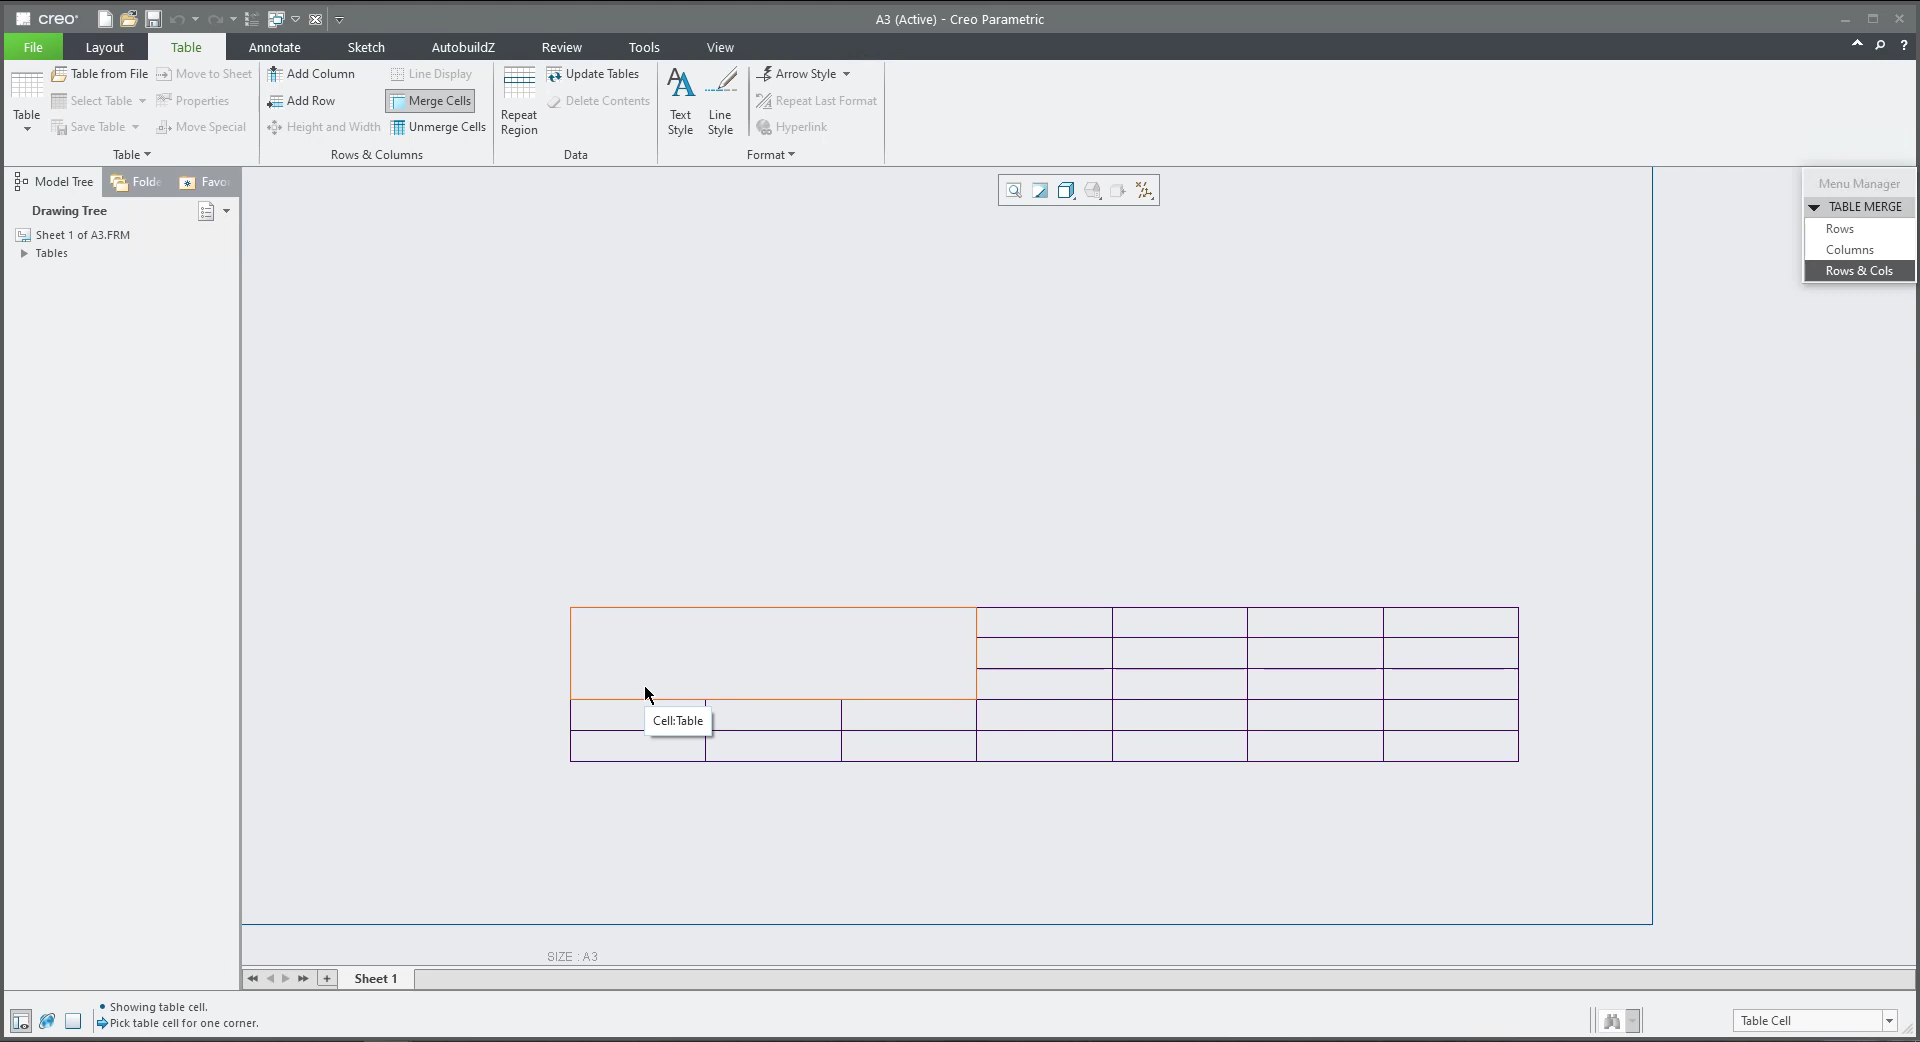 creo®
A3 (Active) - Creo Parametric
File
Layout
Table
Annotate
Sketch
AutobuildZ
Review
Tools
View
Table
Table from File
Select Table
Save Table
Move to Sheet
Properties
Move Special
Table
Add Column
Add Row
Height and Width
Line Display
Merge Cells
Unmerge Cells
Rows & Columns
Repeat
Region
Update Tables
Delete Contents
Data
Text
Style
Line
Style
Arrow Style
Repeat Last Format
Hyperlink
Format
Model Tree
Folde
Favo
Drawing Tree
Sheet 1 of A3.FRM
Tables
Menu Manager
TABLE MERGE
Rows
Columns
Rows & Cols
Cell:Table
SIZE : A3
Sheet 1
Showing table cell.
Pick table cell for one corner.
Table Cell